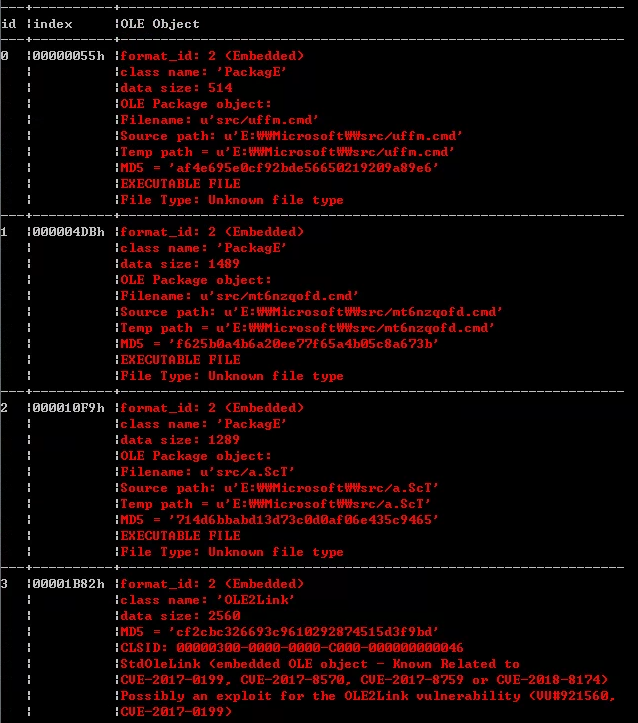 id |index |OLE Object
0 |00000055h |format_id: 2 (Embedded)
|class name: 'PackagE'
|data size: 514
|OLE Package object:
|Filename: u'src/uffm.cmd'
|Source path: u'E:₩₩Microsoft₩₩src/uffm.cmd'
|Temp path = u'E:₩₩Microsoft₩₩src/uffm.cmd'
|MD5 = 'af4e695e0cf92bde56650219209a89e6'
|EXECUTABLE FILE
|File Type: Unknown file type
1 |000004DBh |format_id: 2 (Embedded)
|class name: 'PackagE'
|data size: 1489
|OLE Package object:
|Filename: u'src/mt6nzqofd.cmd'
|Source path: u'E:₩₩Microsoft₩₩src/mt6nzqofd.cmd'
|Temp path = u'E:₩₩Microsoft₩₩src/mt6nzqofd.cmd'
|MD5 = 'f625b0a4b6a20ee77f65a4b05c8a673b'
|EXECUTABLE FILE
|File Type: Unknown file type
2 |000010F9h |format_id: 2 (Embedded)
|class name: 'PackagE'
|data size: 1289
|OLE Package object:
|Filename: u'src/a.ScT'
|Source path: u'E:₩₩Microsoft₩₩src/a.ScT'
|Temp path = u'E:₩₩Microsoft₩₩src/a.ScT'
|MD5 = '714d6bbabd13d73c0d0af06e435c9465'
|EXECUTABLE FILE
|File Type: Unknown file type
3 |00001B82h |format_id: 2 (Embedded)
|class name: 'OLE2Link'
|data size: 2560
|MD5 = 'cf2cbc326693c9610292874515d3f9bd'
|CLSID: 00000300-0000-0000-C000-000000000046
|StdOleLink (embedded OLE object - Known Related to
|CVE-2017-0199, CVE-2017-8570, CVE-2017-8759 or CVE-2018-8174)
|Possibly an exploit for the OLE2Link vulnerability (VU#921560,
|CVE-2017-0199)